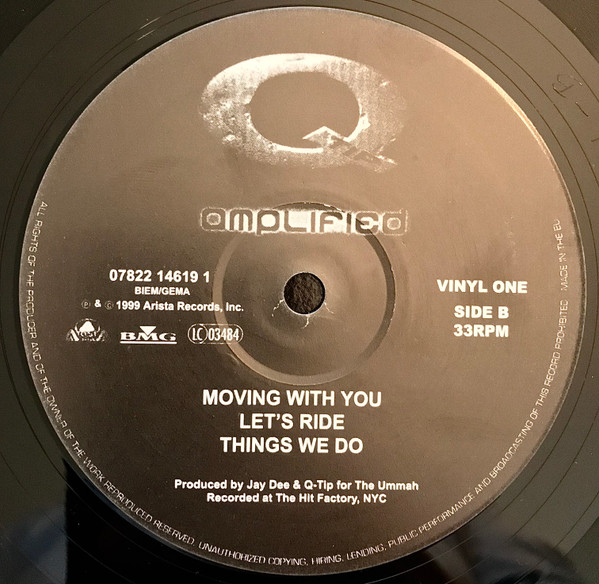 Q
amplified
07822 14619 1
BIEM/GEMA
℗ & © 1999 Arista Records, Inc.
BMG
LC 03484
VINYL ONE
SIDE B
33RPM
MOVING WITH YOU
LET'S RIDE
THINGS WE DO
Produced by Jay Dee & Q-Tip for The Ummah
Recorded at The Hit Factory, NYC
ALL RIGHTS OF THE PRODUCER AND OF THE OWNER OF THE WORK REPRODUCED RESERVED. UNAUTHORIZED COPYING, HIRING, LENDING, PUBLIC PERFORMANCE AND BROADCASTING OF THIS RECORD PROHIBITED. MADE IN THE EU